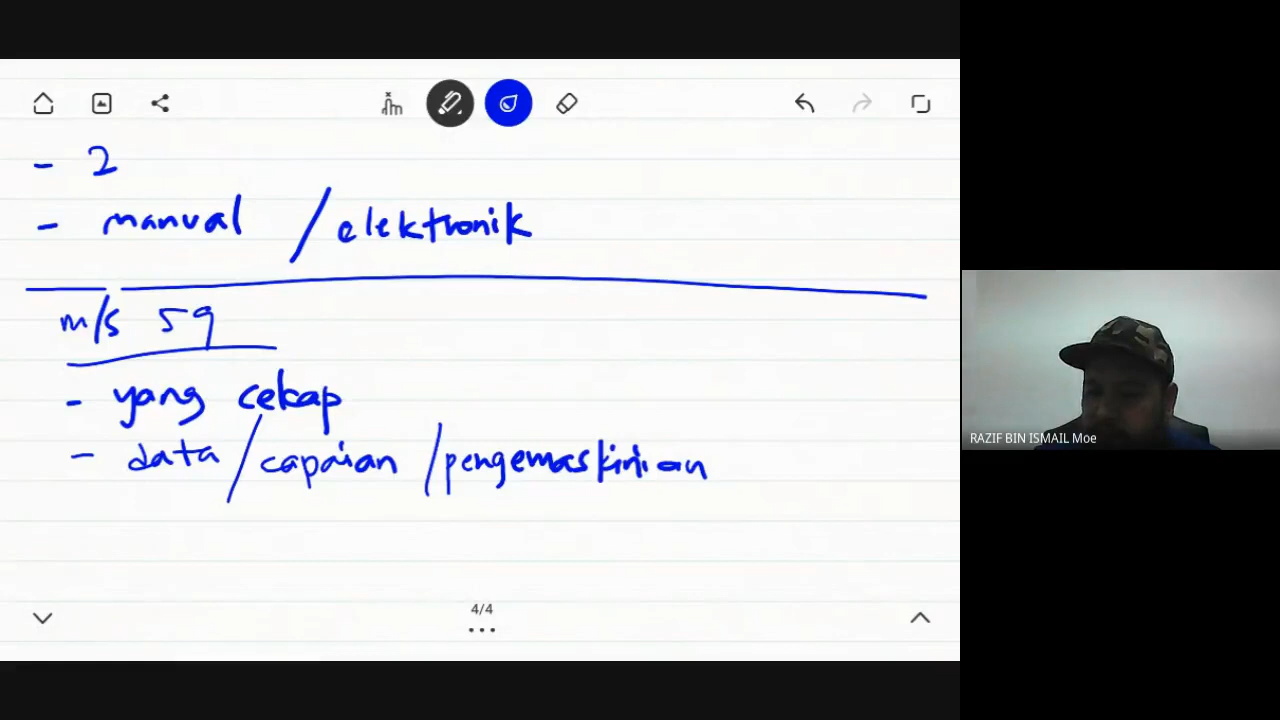 - 2
- manual / elektronik
m/s 59
- yang cekap
- data / capaian / pengemaskinian
4/4
RAZIF BIN ISMAIL Moe